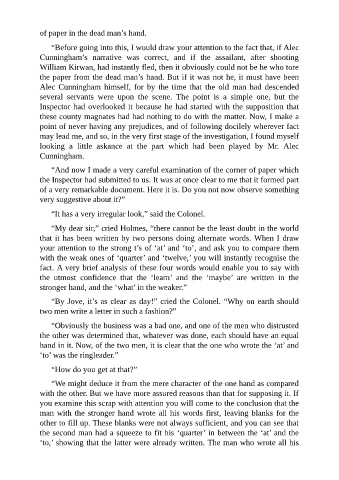 of paper in the dead man's hand.
“Before going into this, I would draw your attention to the fact that, if Alec
Cunningham's narrative was correct, and if the assailant, after shooting
William Kirwan, had instantly fled, then it obviously could not be he who tore
the paper from the dead man's hand. But if it was not he, it must have been
Alec Cunningham himself, for by the time that the old man had descended
several servants were upon the scene. The point is a simple one, but the
Inspector had overlooked it because he had started with the supposition that
these county magnates had had nothing to do with the matter. Now, I make a
point of never having any prejudices, and of following docilely wherever fact
may lead me, and so, in the very first stage of the investigation, I found myself
looking a little askance at the part which had been played by Mr. Alec
Cunningham.
“And now I made a very careful examination of the corner of paper which
the Inspector had submitted to us. It was at once clear to me that it formed part
of a very remarkable document. Here it is. Do you not now observe something
very suggestive about it?”
“It has a very irregular look,” said the Colonel.
“My dear sir,” cried Holmes, “there cannot be the least doubt in the world
that it has been written by two persons doing alternate words. When I draw
your attention to the strong t's of ‘at’ and ‘to’, and ask you to compare them
with the weak ones of ‘quarter’ and ‘twelve,’ you will instantly recognise the
fact. A very brief analysis of these four words would enable you to say with
the utmost confidence that the ‘learn’ and the ‘maybe’ are written in the
stronger hand, and the ‘what’ in the weaker.”
“By Jove, it's as clear as day!” cried the Colonel. “Why on earth should
two men write a letter in such a fashion?”
“Obviously the business was a bad one, and one of the men who distrusted
the other was determined that, whatever was done, each should have an equal
hand in it. Now, of the two men, it is clear that the one who wrote the ‘at’ and
‘to’ was the ringleader.”
“How do you get at that?”
“We might deduce it from the mere character of the one hand as compared
with the other. But we have more assured reasons than that for supposing it. If
you examine this scrap with attention you will come to the conclusion that the
man with the stronger hand wrote all his words first, leaving blanks for the
other to fill up. These blanks were not always sufficient, and you can see that
the second man had a squeeze to fit his ‘quarter’ in between the ‘at’ and the
‘to,’ showing that the latter were already written. The man who wrote all his